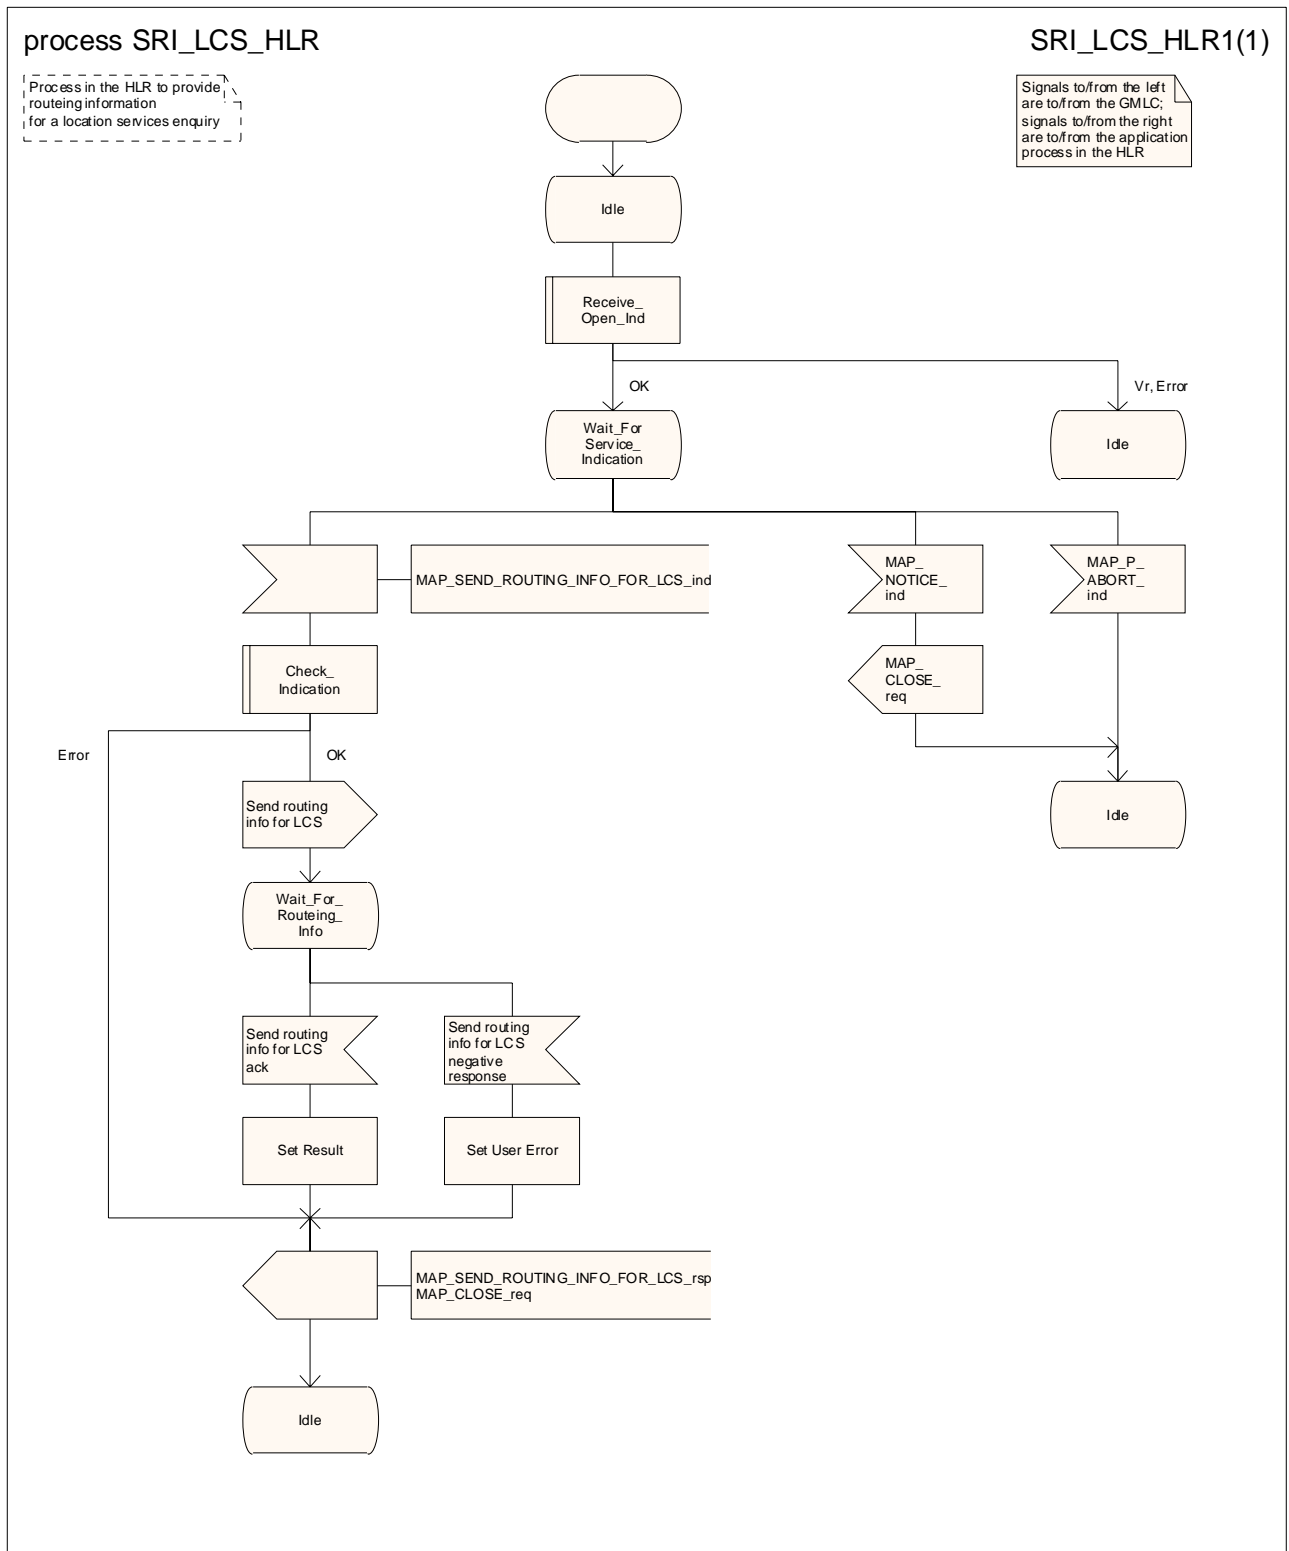 process SRI_LCS_HLR
SRI_LCS_HLR1(1)
Process in the HLR to provide
routeing information
for a location services enquiry
Signals to/from the left
are to/from the GMLC;
signals to/from the right
are to/from the application
process in the HLR
Idle
Receive_
Open_Ind
OK
Vr, Error
Wait_For
Service_
Indication
Idle
MAP_SEND_ROUTING_INFO_FOR_LCS_ind
MAP_
NOTICE_
ind
MAP_P_
ABORT_
ind
Check_
Indication
MAP_
CLOSE_
req
Error
OK
Send routing
info for LCS
Idle
Wait_For_
Routeing_
Info
Send routing
info for LCS
ack
Send routing
info for LCS
negative
response
Set Result
Set User Error
MAP_SEND_ROUTING_INFO_FOR_LCS_rsp
MAP_CLOSE_req
Idle